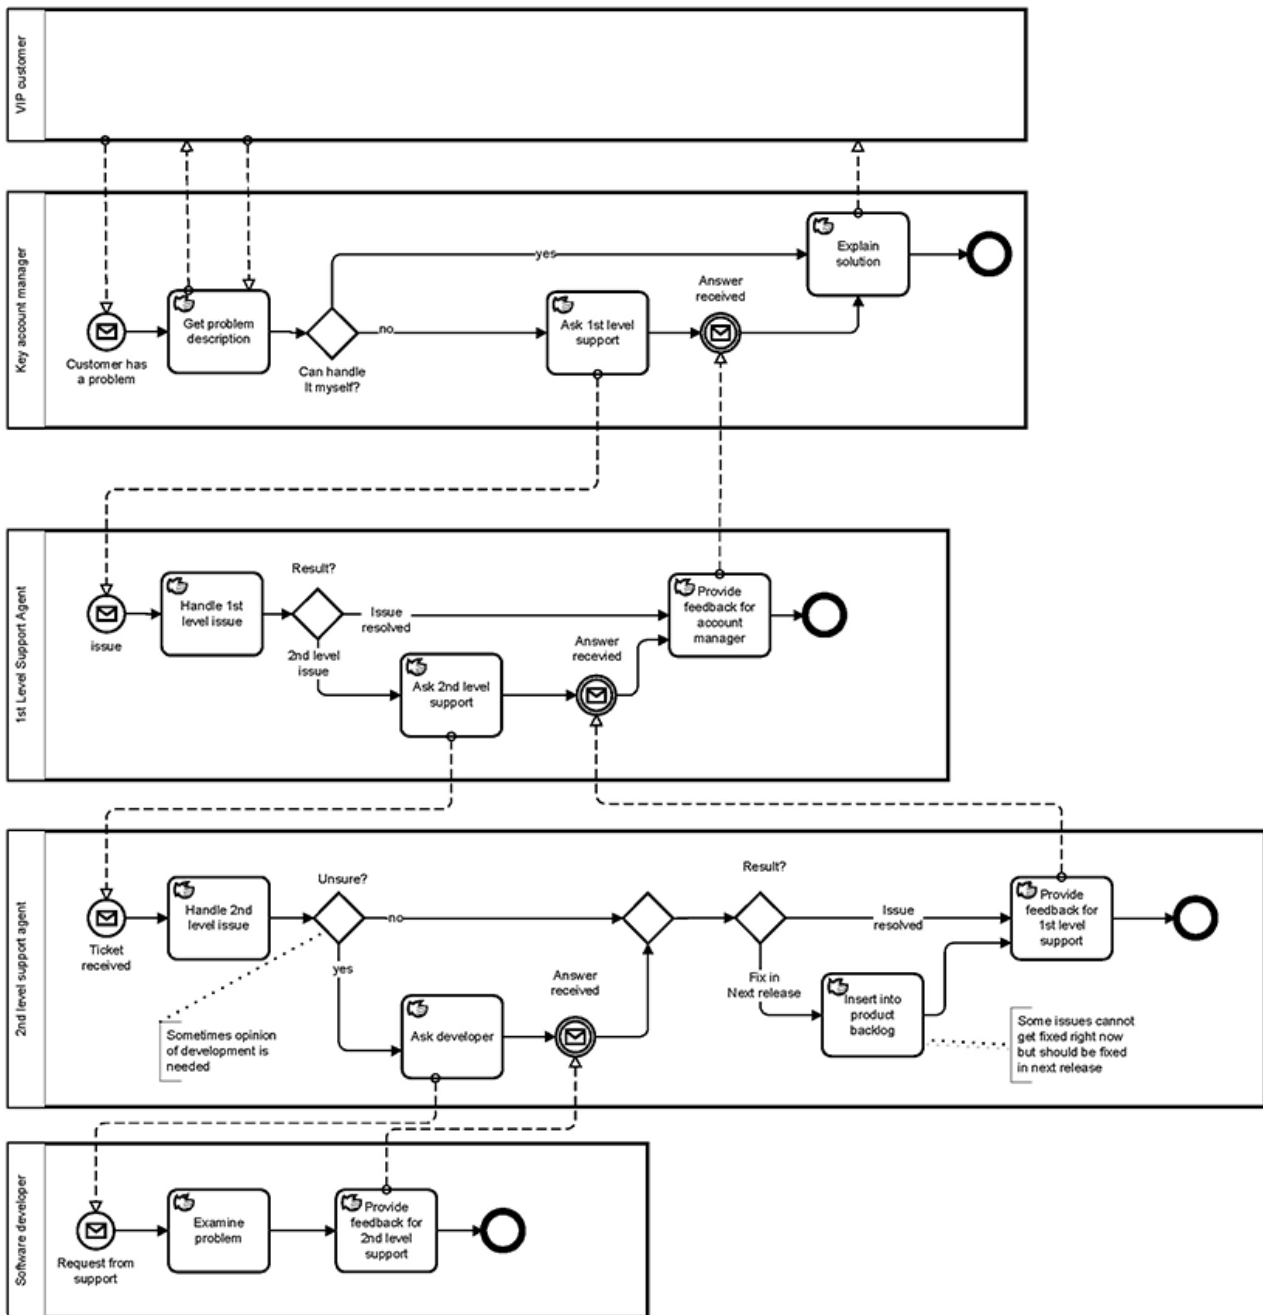 VIP customer
Key account manager
Customer has
a problem
Get problem
description
Can handle
It myself?
yes
no
Ask 1st level
support
Answer
received
Explain
solution
1st Level Support Agent
issue
Handle 1st
level issue
Result?
Issue
resolved
2nd level
issue
Ask 2nd level
support
Answer
recevied
Provide
feedback for
account
manager
2nd level support agent
Ticket
received
Handle 2nd
level issue
Unsure?
no
yes
Sometimes opinion
of development is
needed
Ask developer
Answer
received
Result?
Issue
resolved
Fix in
Next release
Insert into
product
backlog
Provide
feedback for
1st level
support
Some issues cannot
get fixed right now
but should be fixed
in next release
Software developer
Request from
support
Examine
problem
Provide
feedback for
2nd level
support